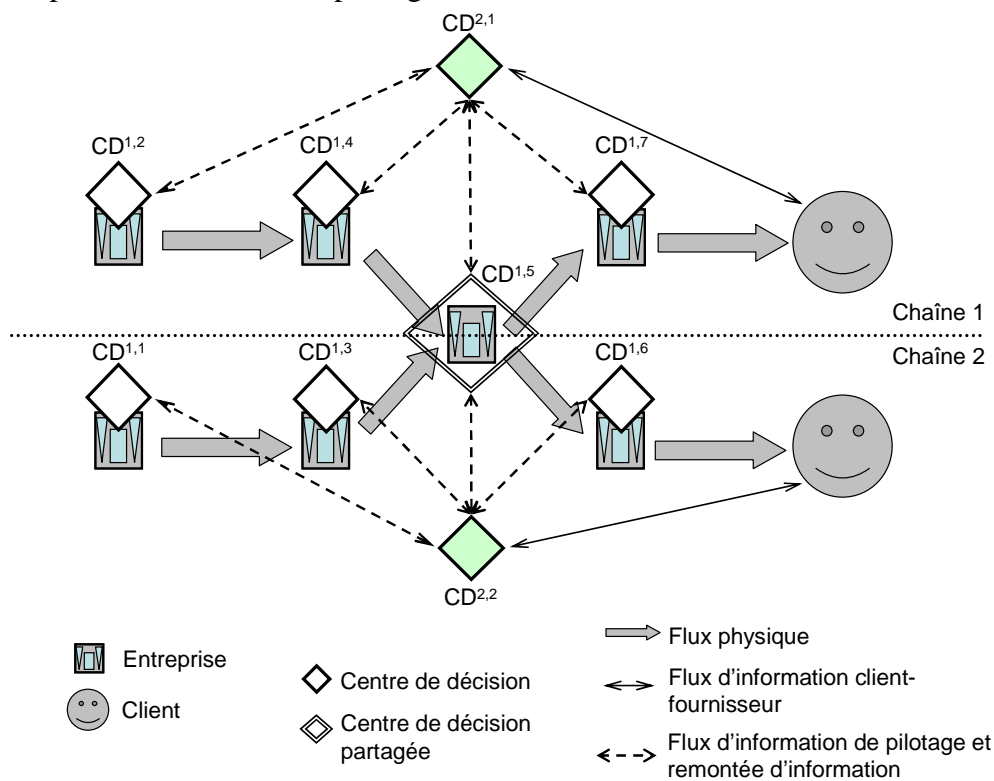 CD2,1
CD1,2
CD1,4
CD1,7
CD1,5
Chaîne 1
Chaîne 2
CD1,1
CD1,3
CD1,6
CD2,2
Entreprise
Client
Centre de décision
Centre de décision
partagée
Flux physique
Flux d'information client-
fournisseur
Flux d'information de pilotage et
remontée d'information